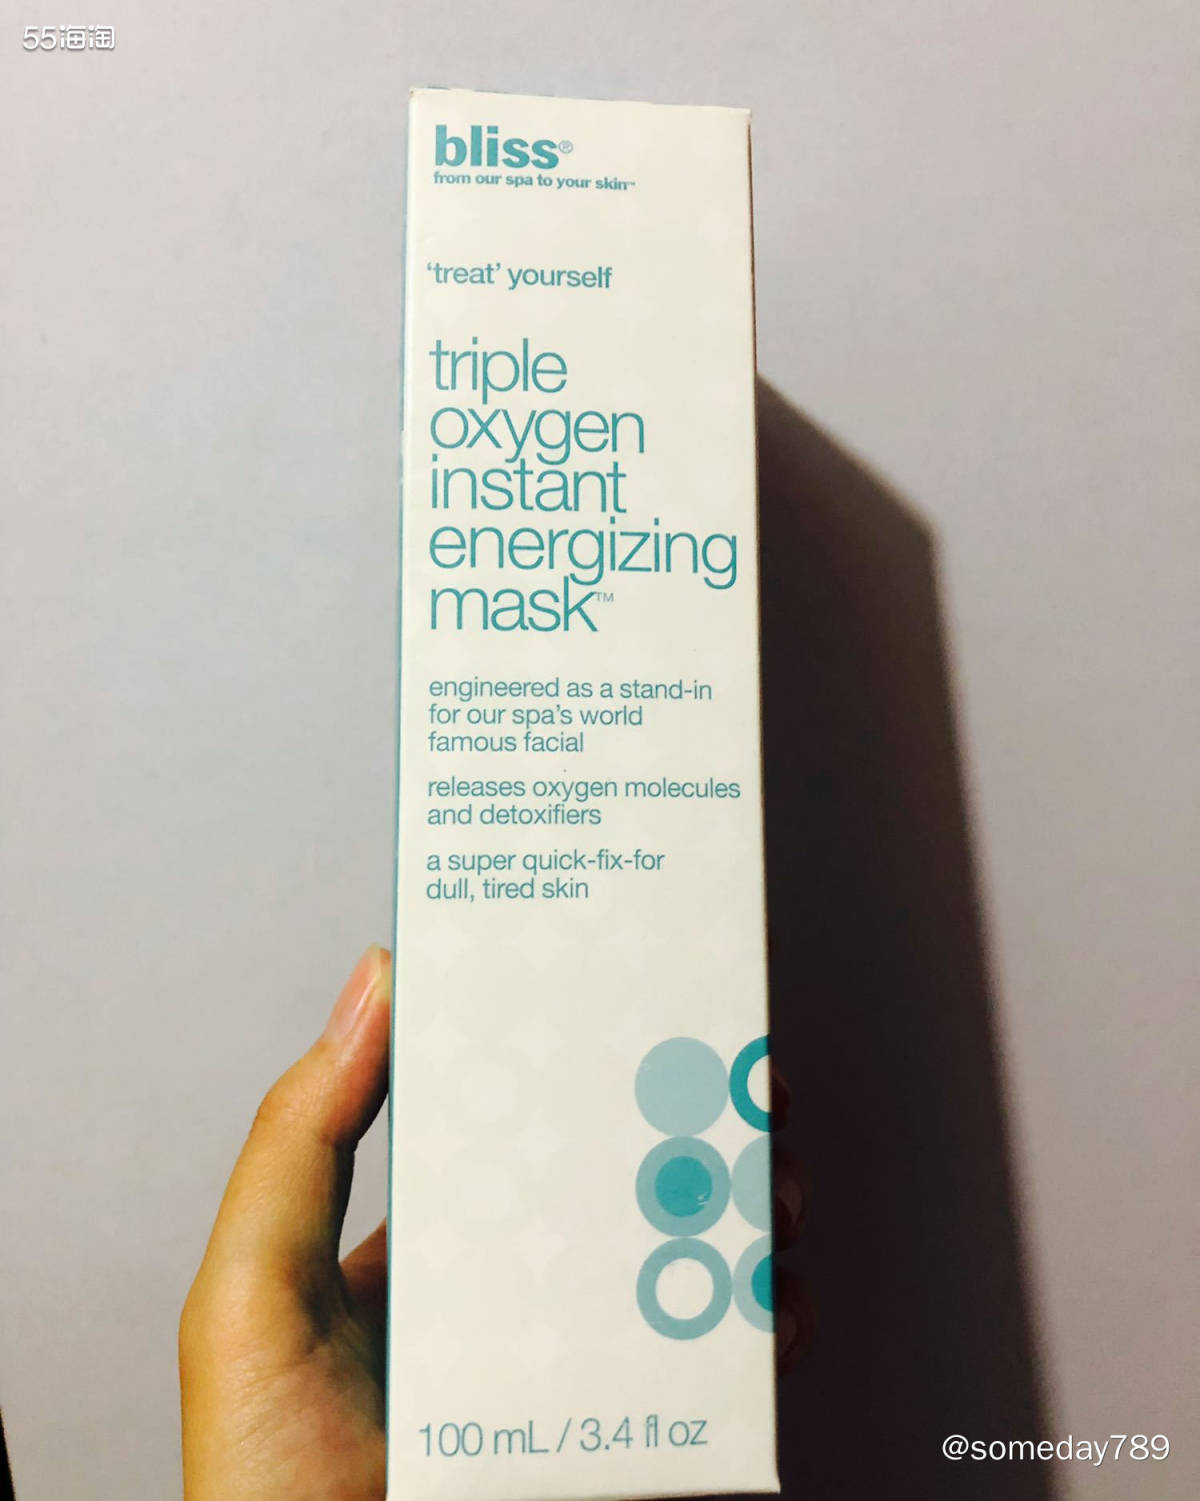 55海淘
bliss®
from our spa to your skin™
‘treat’ yourself
triple
oxygen
instant
energizing
mask™
engineered as a stand-in
for our spa’s world
famous facial
releases oxygen molecules
and detoxifiers
a super quick-fix-for
dull, tired skin
100 mL / 3.4 fl oz
@someday789